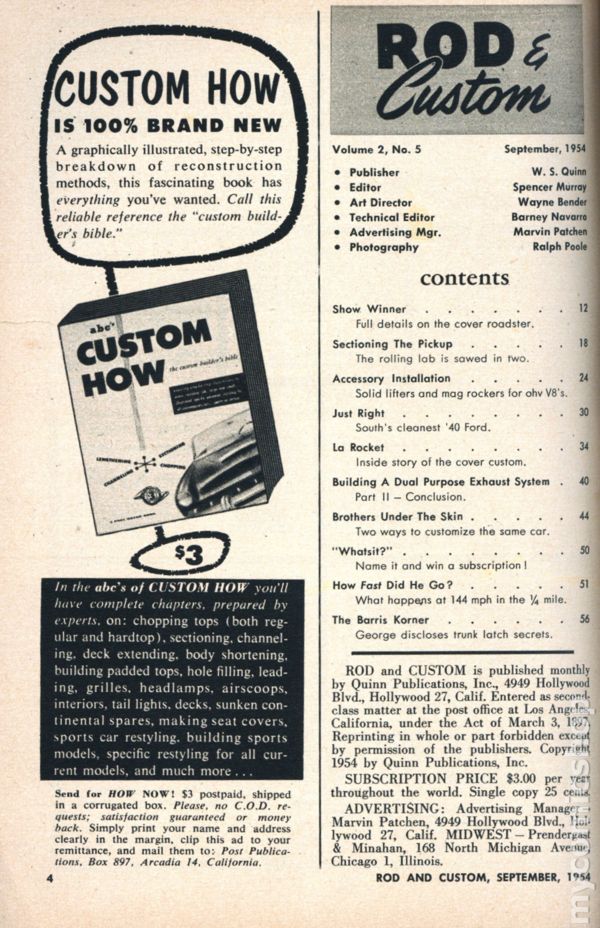 CUSTOM HOW
IS 100% BRAND NEW
A graphically illustrated, step-by-step
breakdown of reconstruction
methods, this fascinating book has
everything you've wanted. Call this
reliable reference the "custom build-
er's bible."
abc's
CUSTOM
HOW
the custom builder's bible
LENGTHENING
SECTIONING
CHANNELING
CHOPPING
$3
In the abc's of CUSTOM HOW you'll
have complete chapters, prepared by
experts, on: chopping tops (both reg-
ular and hardtop), sectioning, channel-
ing, deck extending, body shortening,
building padded tops, hole filling, lead-
ing, grilles, headlamps, airscoops,
interiors, tail lights, decks, sunken con-
tinental spares, making seat covers,
sports car restyling, building sports
models, specific restyling for all cur-
rent models, and much more . . .
Send for HOW NOW! $3 postpaid, shipped
in a corrugated box. Please, no C.O.D. re-
quests; satisfaction guaranteed or money
back. Simply print your name and address
clearly in the margin, clip this ad to your
remittance, and mail them to: Post Publica-
tions, Box 897, Arcadia 14, California.
4
ROD &
Custom
Volume 2, No. 5 September, 1954
• Publisher W. S. Quinn
• Editor Spencer Murray
• Art Director Wayne Bender
• Technical Editor Barney Navarro
• Advertising Mgr. Marvin Patchen
• Photography Ralph Poole
contents
Show Winner . . . . . . . 12
Full details on the cover roadster.
Sectioning The Pickup . . . . . 18
The rolling lab is sawed in two.
Accessory Installation . . . . . 24
Solid lifters and mag rockers for ohv V8's.
Just Right . . . . . . . . 30
South's cleanest '40 Ford.
La Rocket . . . . . . . . 34
Inside story of the cover custom.
Building A Dual Purpose Exhaust System . 40
Part II — Conclusion.
Brothers Under The Skin . . . . . 44
Two ways to customize the same car.
"Whatsit?" . . . . . . . . 50
Name it and win a subscription!
How Fast Did He Go? . . . . . . 51
What happens at 144 mph in the ¼ mile.
The Barris Korner . . . . . . 56
George discloses trunk latch secrets.
ROD and CUSTOM is published monthly
by Quinn Publications, Inc., 4949 Hollywood
Blvd., Hollywood 27, Calif. Entered as second-
class matter at the post office at Los Angeles,
California, under the Act of March 3, 1897.
Reprinting in whole or part forbidden except
by permission of the publishers. Copyright
1954 by Quinn Publications, Inc.
SUBSCRIPTION PRICE $3.00 per year
throughout the world. Single copy 25 cents.
ADVERTISING: Advertising Manager
Marvin Patchen, 4949 Hollywood Blvd., Hol-
lywood 27, Calif. MIDWEST — Prendergast
& Minahan, 168 North Michigan Avenue,
Chicago 1, Illinois.
ROD AND CUSTOM, SEPTEMBER, 1954